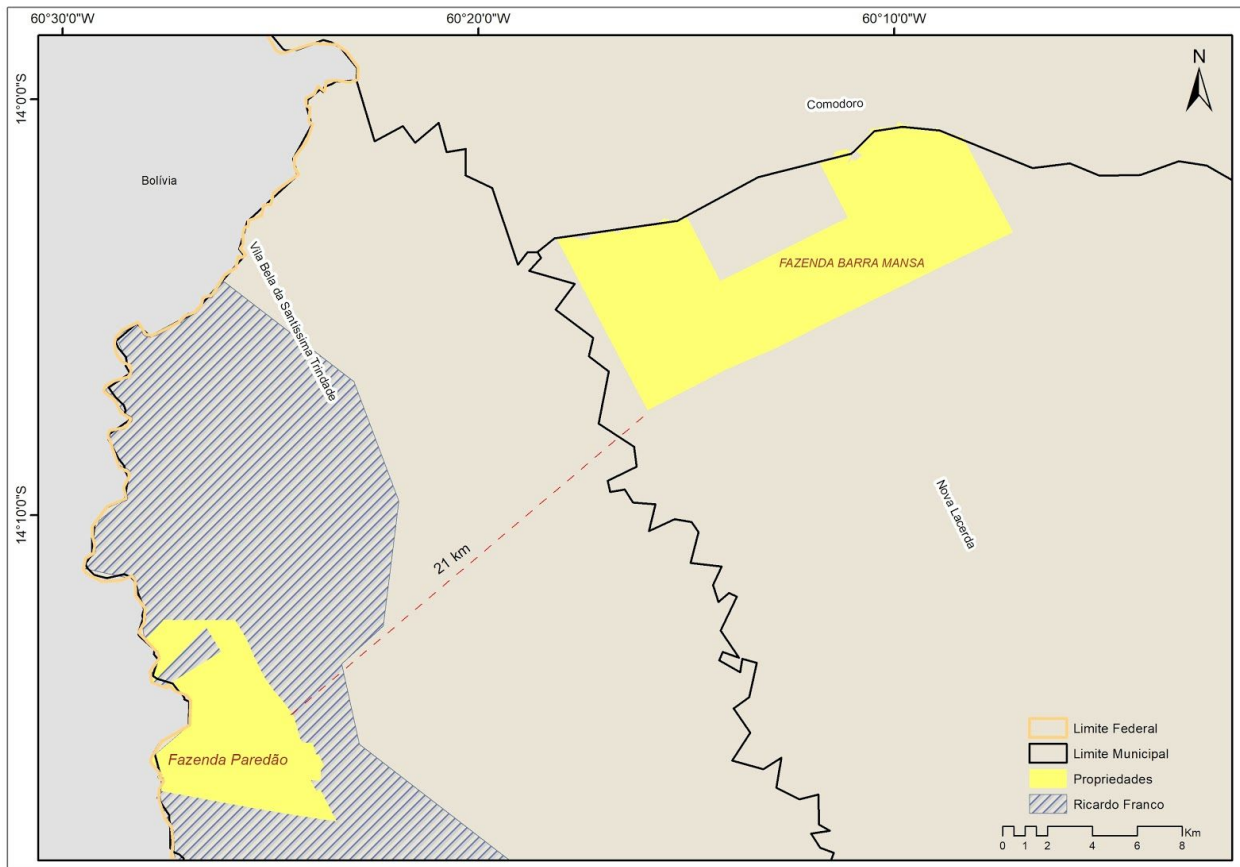 60°30'0"W
60°20'0"W
60°10'0"W
14°0'0"S
14°10'0"S
N
Comodoro
Bolívia
Vila Bela da Santíssima Trindade
FAZENDA BARRA MANSA
Nova Lacerda
21 km
Fazenda Paredão
Limite Federal
Limite Municipal
Propriedades
Ricardo Franco
Km
0 1 2 4 6 8